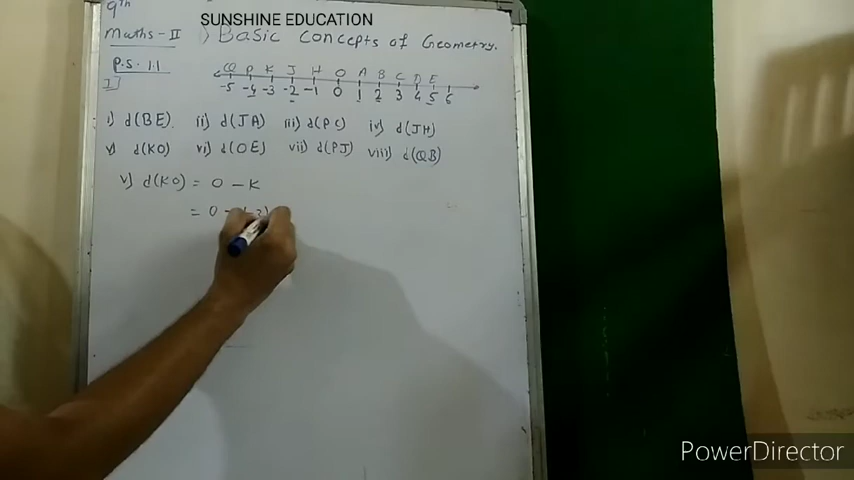 9th
SUNSHINE EDUCATION
Maths-II 1) Basic Concepts of Geometry.
P.S. 1.1
1]
Q P K J H O A B C D E
-5 -4 -3 -2 -1 0 1 2 3 4 5 6
i) d(BE). ii) d(JA) iii) d(PC) iv) d(JH)
v) d(KO) vi) d(OE) vii) d(PJ) viii) d(QB)
v) d(KO) = O - K
= 0 -
PowerDirector